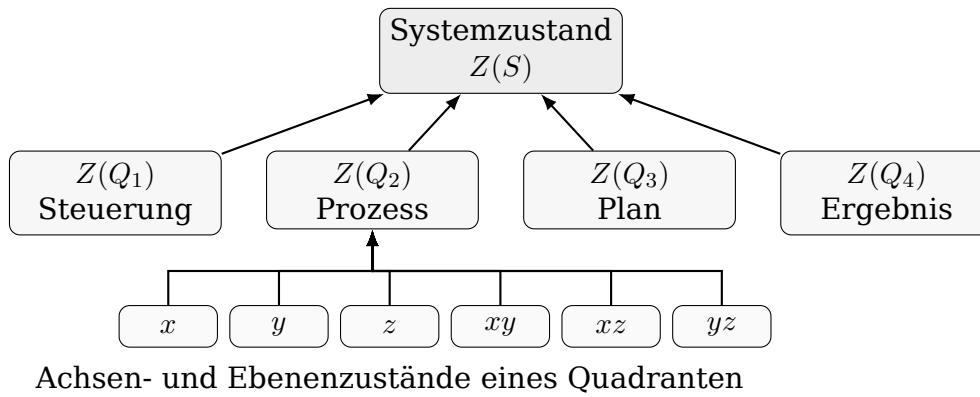 Systemzustand
Z(S)
Z(Q₁)
Steuerung
Z(Q₂)
Prozess
Z(Q₃)
Plan
Z(Q₄)
Ergebnis
x
y
z
xy
xz
yz
Achsen- und Ebenenzustände eines Quadranten